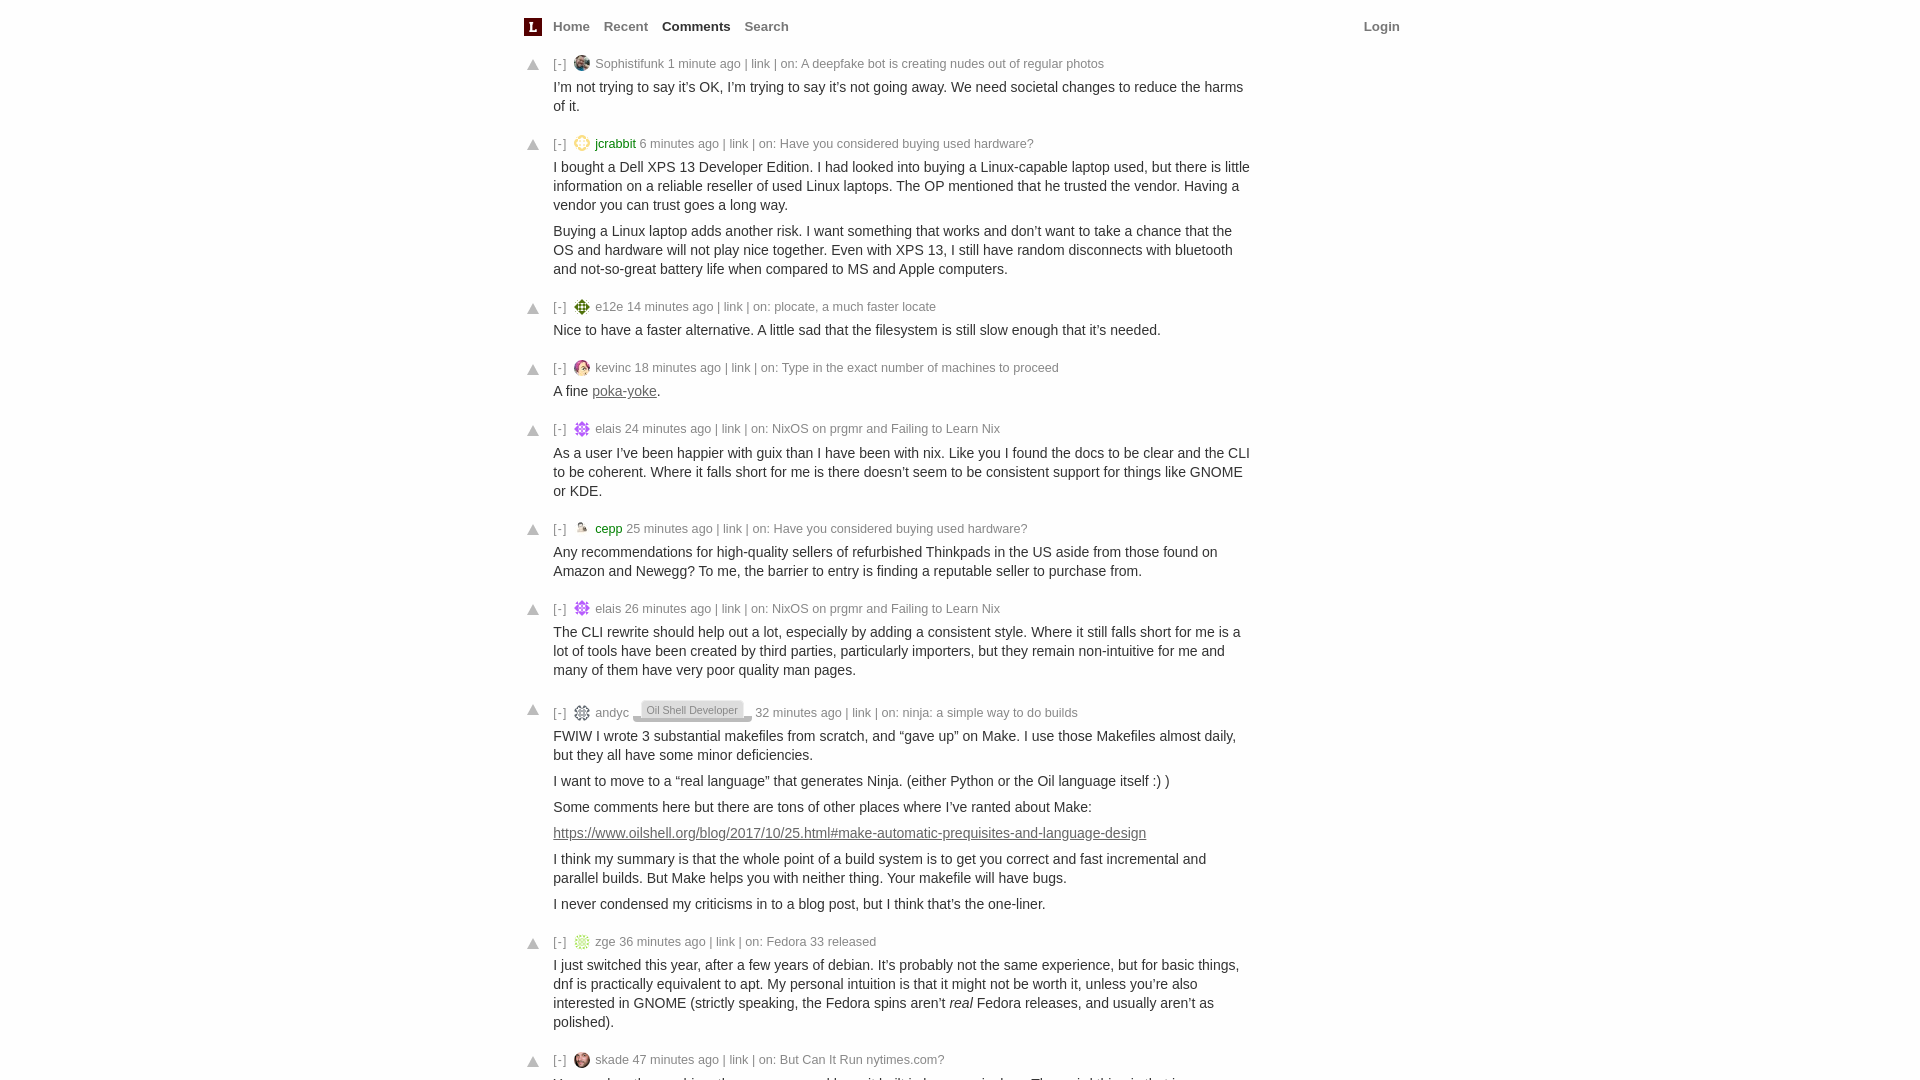 L Home Recent Comments Search Login
[-] Sophistifunk 1 minute ago | link | on: A deepfake bot is creating nudes out of regular photos
I’m not trying to say it’s OK, I’m trying to say it’s not going away. We need societal changes to reduce the harms
of it.
[-] jcrabbit 6 minutes ago | link | on: Have you considered buying used hardware?
I bought a Dell XPS 13 Developer Edition. I had looked into buying a Linux-capable laptop used, but there is little
information on a reliable reseller of used Linux laptops. The OP mentioned that he trusted the vendor. Having a
vendor you can trust goes a long way.
Buying a Linux laptop adds another risk. I want something that works and don’t want to take a chance that the
OS and hardware will not play nice together. Even with XPS 13, I still have random disconnects with bluetooth
and not-so-great battery life when compared to MS and Apple computers.
[-] e12e 14 minutes ago | link | on: plocate, a much faster locate
Nice to have a faster alternative. A little sad that the filesystem is still slow enough that it’s needed.
[-] kevinc 18 minutes ago | link | on: Type in the exact number of machines to proceed
A fine poka-yoke.
[-] elais 24 minutes ago | link | on: NixOS on prgmr and Failing to Learn Nix
As a user I’ve been happier with guix than I have been with nix. Like you I found the docs to be clear and the CLI
to be coherent. Where it falls short for me is there doesn’t seem to be consistent support for things like GNOME
or KDE.
[-] cepp 25 minutes ago | link | on: Have you considered buying used hardware?
Any recommendations for high-quality sellers of refurbished Thinkpads in the US aside from those found on
Amazon and Newegg? To me, the barrier to entry is finding a reputable seller to purchase from.
[-] elais 26 minutes ago | link | on: NixOS on prgmr and Failing to Learn Nix
The CLI rewrite should help out a lot, especially by adding a consistent style. Where it still falls short for me is a
lot of tools have been created by third parties, particularly importers, but they remain non-intuitive for me and
many of them have very poor quality man pages.
[-] andyc Oil Shell Developer 32 minutes ago | link | on: ninja: a simple way to do builds
FWIW I wrote 3 substantial makefiles from scratch, and “gave up” on Make. I use those Makefiles almost daily,
but they all have some minor deficiencies.
I want to move to a “real language” that generates Ninja. (either Python or the Oil language itself :) )
Some comments here but there are tons of other places where I’ve ranted about Make:
https://www.oilshell.org/blog/2017/10/25.html#make-automatic-prequisites-and-language-design
I think my summary is that the whole point of a build system is to get you correct and fast incremental and
parallel builds. But Make helps you with neither thing. Your makefile will have bugs.
I never condensed my criticisms in to a blog post, but I think that’s the one-liner.
[-] zge 36 minutes ago | link | on: Fedora 33 released
I just switched this year, after a few years of debian. It’s probably not the same experience, but for basic things,
dnf is practically equivalent to apt. My personal intuition is that it might not be worth it, unless you’re also
interested in GNOME (strictly speaking, the Fedora spins aren’t real Fedora releases, and usually aren’t as
polished).
[-] skade 47 minutes ago | link | on: But Can It Run nytimes.com?